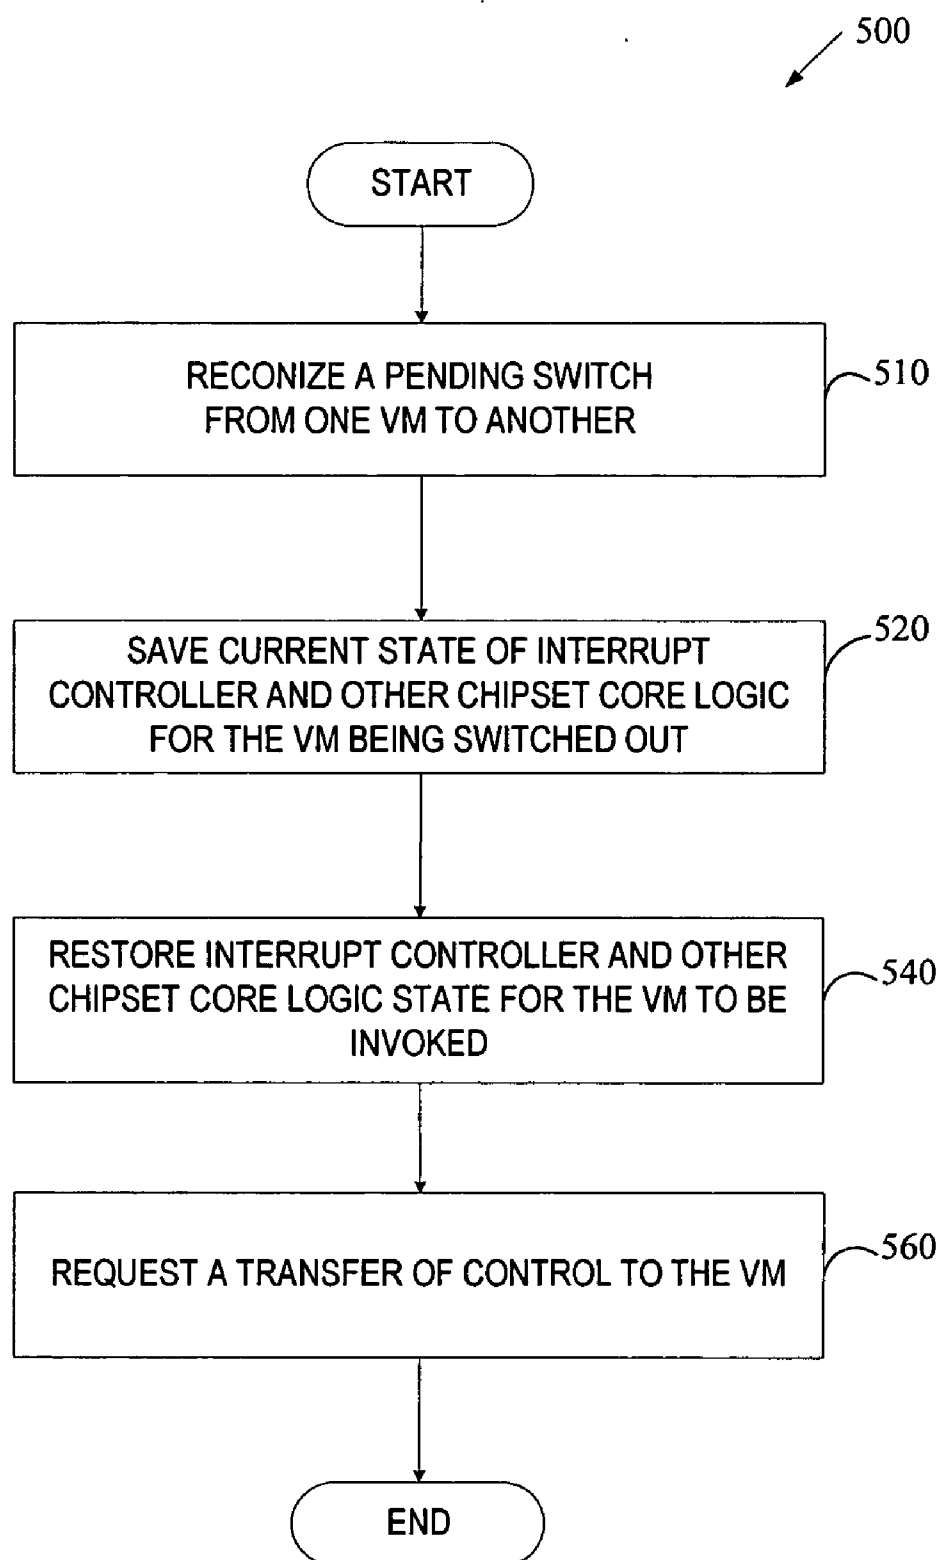 500
START
RECONIZE A PENDING SWITCH
FROM ONE VM TO ANOTHER
510
SAVE CURRENT STATE OF INTERRUPT
CONTROLLER AND OTHER CHIPSET CORE LOGIC
FOR THE VM BEING SWITCHED OUT
520
RESTORE INTERRUPT CONTROLLER AND OTHER
CHIPSET CORE LOGIC STATE FOR THE VM TO BE
INVOKED
540
REQUEST A TRANSFER OF CONTROL TO THE VM
560
END